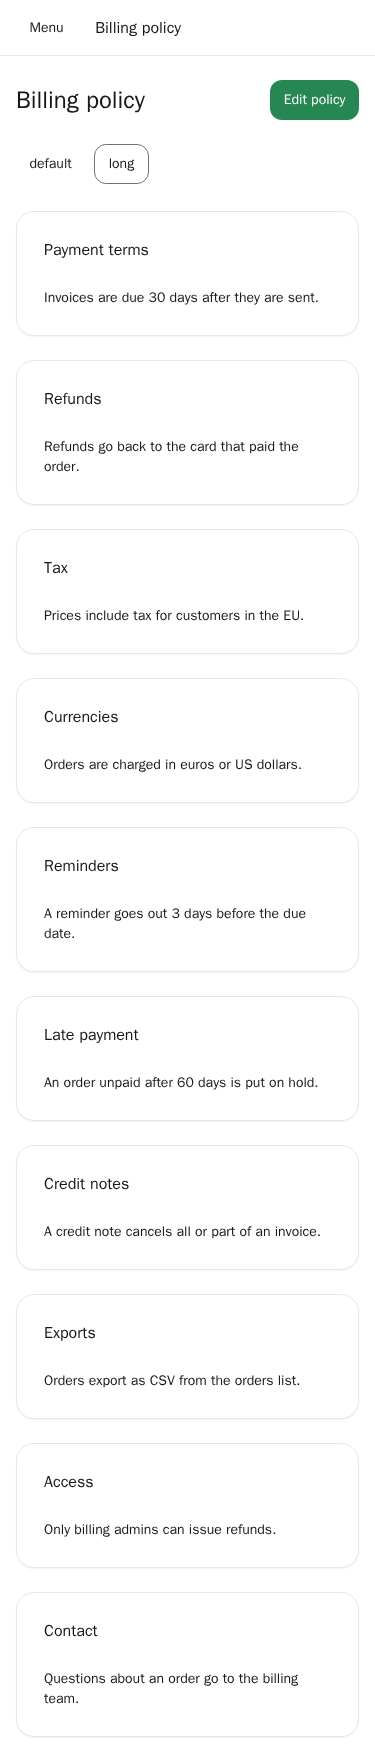 Menu
Billing policy
Billing policy
Edit policy
default
long
Payment terms
Invoices are due 30 days after they are sent.
Refunds
Refunds go back to the card that paid the
order.
Tax
Prices include tax for customers in the EU.
Currencies
Orders are charged in euros or US dollars.
Reminders
A reminder goes out 3 days before the due
date.
Late payment
An order unpaid after 60 days is put on hold.
Credit notes
A credit note cancels all or part of an invoice.
Exports
Orders export as CSV from the orders list.
Access
Only billing admins can issue refunds.
Contact
Questions about an order go to the billing
team.